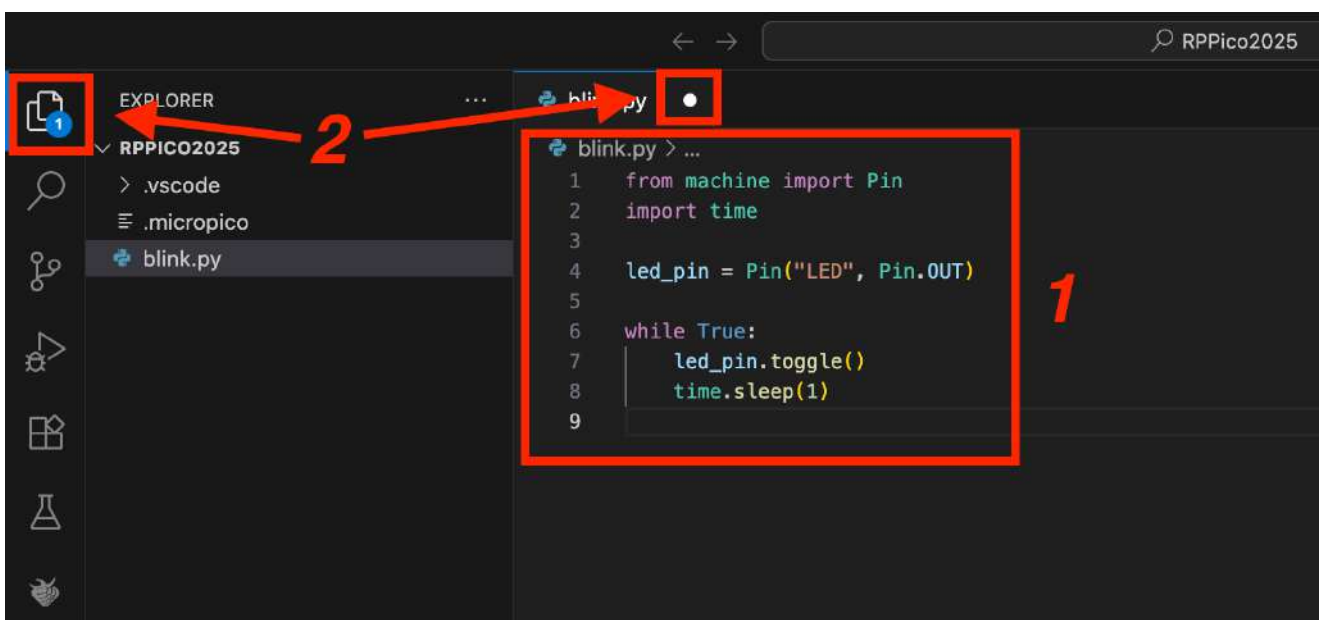 ← → RPPico2025
1
EXPLORER ...
2
RPPICO2025
> .vscode
.micropico
blink.py
blink.py
blink.py > ...
1 from machine import Pin
2 import time
3
4 led_pin = Pin("LED", Pin.OUT)
5
6 while True:
7 led_pin.toggle()
8 time.sleep(1)
9
1